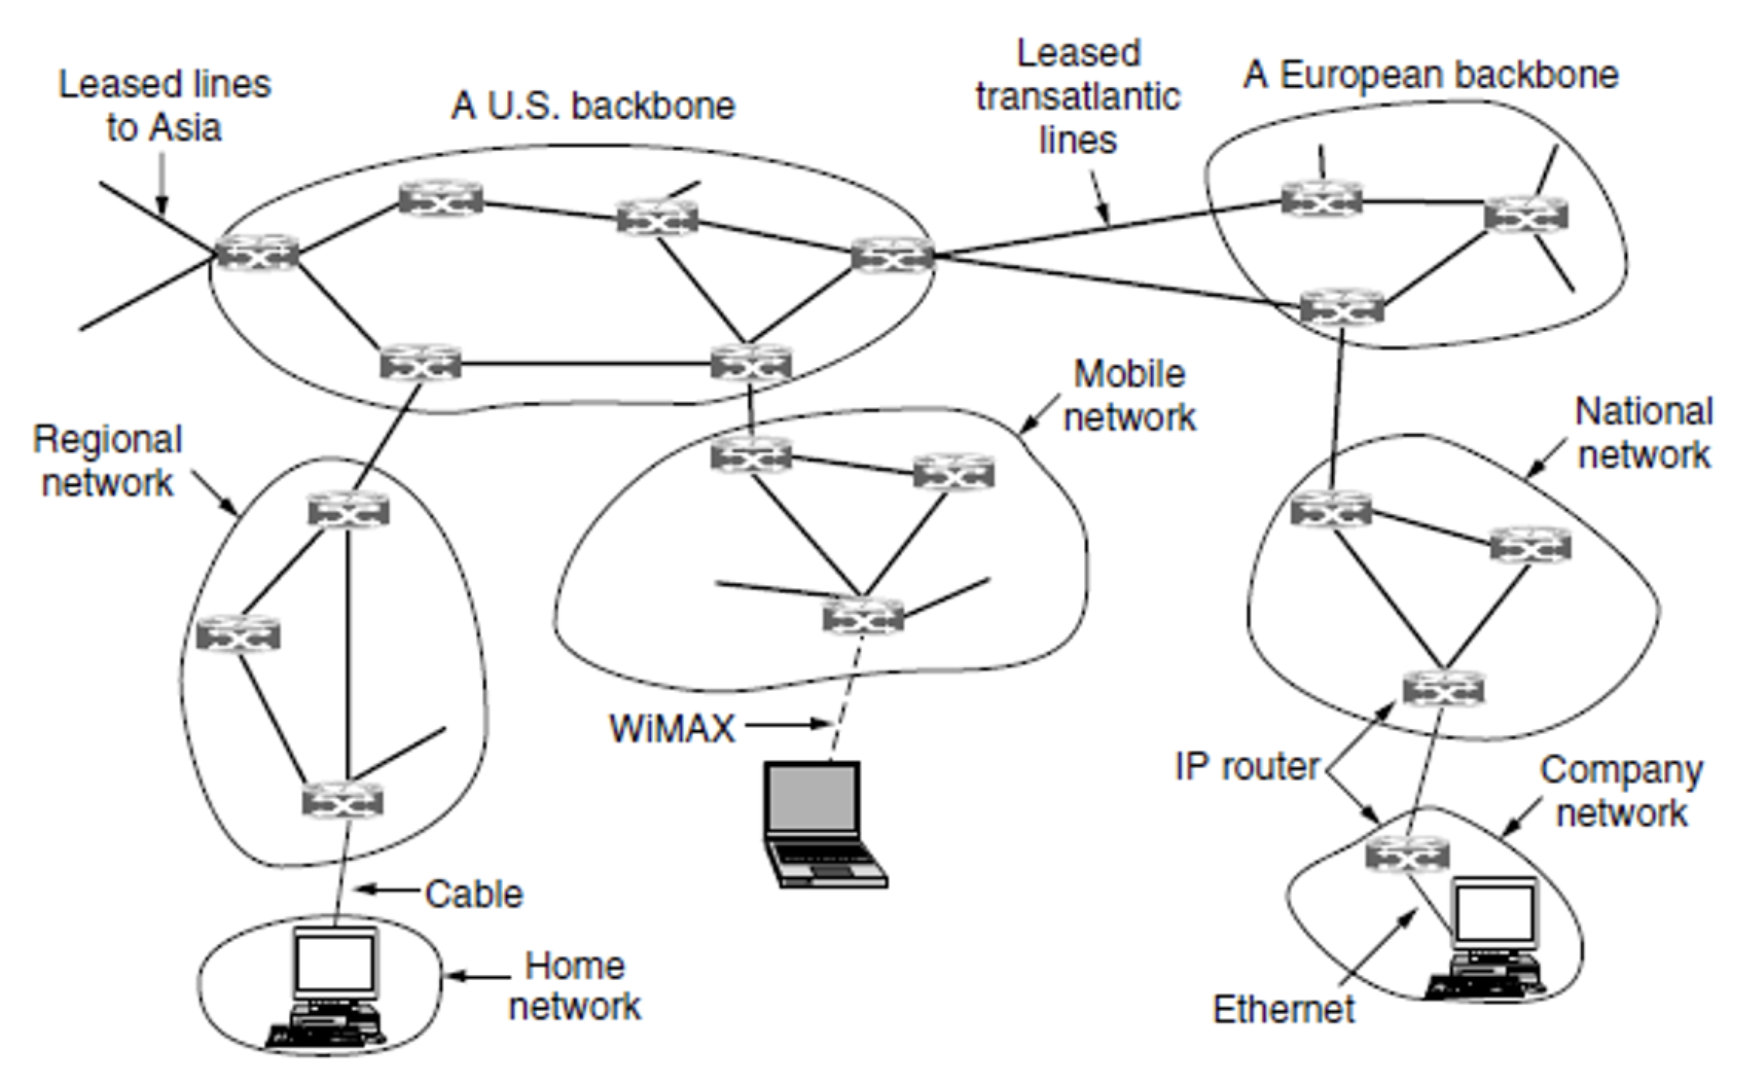 Leased lines
to Asia
A U.S. backbone
Leased
transatlantic
lines
A European backbone
Regional
network
Mobile
network
National
network
WiMAX
IP router
Company
network
Cable
Home
network
Ethernet